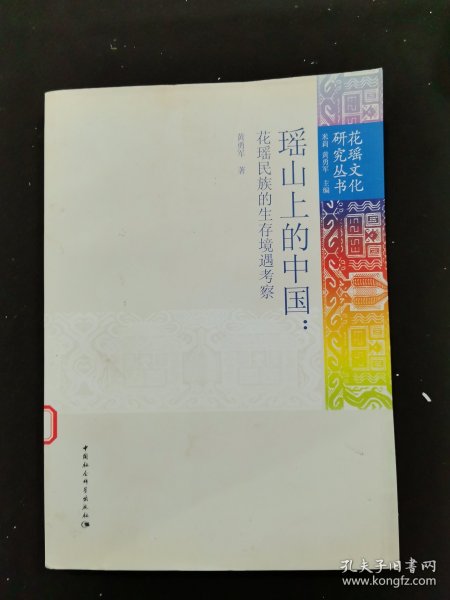 花瑶文化
研究丛书
米莉 黄勇军 主编
瑶山上的中国：
花瑶民族的生存境遇考察
黄勇军 著
中国社会科学出版社
孔夫子旧书网
www.kongfz.com